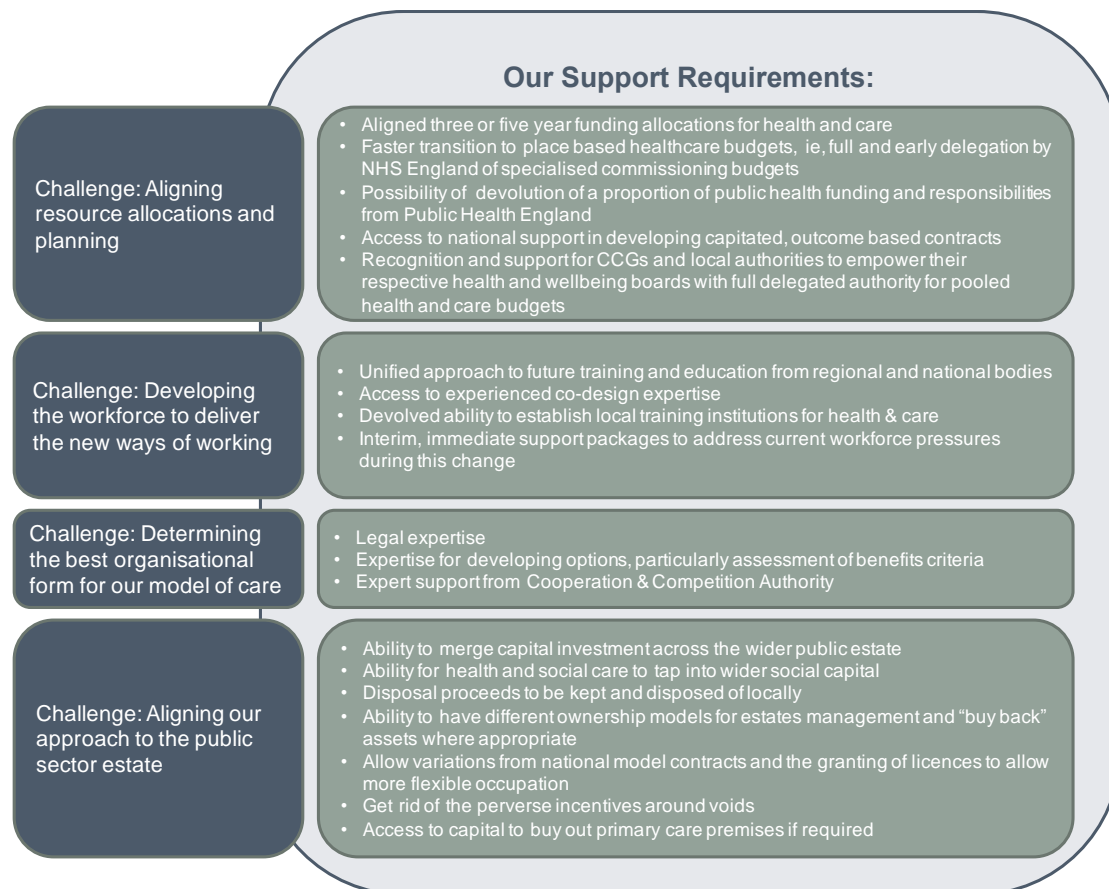 Our Support Requirements:
Challenge: Aligning
resource allocations and
planning
• Aligned three or five year funding allocations for health and care
• Faster transition to place based healthcare budgets, ie, full and early delegation by
NHS England of specialised commissioning budgets
• Possibility of devolution of a proportion of public health funding and responsibilities
from Public Health England
• Access to national support in developing capitated, outcome based contracts
• Recognition and support for CCGs and local authorities to empower their
respective health and wellbeing boards with full delegated authority for pooled
health and care budgets
Challenge: Developing
the workforce to deliver
the new ways of working
• Unified approach to future training and education from regional and national bodies
• Access to experienced co-design expertise
• Devolved ability to establish local training institutions for health & care
• Interim, immediate support packages to address current workforce pressures
during this change
Challenge: Determining
the best organisational
form for our model of care
• Legal expertise
• Expertise for developing options, particularly assessment of benefits criteria
• Expert support from Cooperation & Competition Authority
Challenge: Aligning our
approach to the public
sector estate
• Ability to merge capital investment across the wider public estate
• Ability for health and social care to tap into wider social capital
• Disposal proceeds to be kept and disposed of locally
• Ability to have different ownership models for estates management and “buy back”
assets where appropriate
• Allow variations from national model contracts and the granting of licences to allow
more flexible occupation
• Get rid of the perverse incentives around voids
• Access to capital to buy out primary care premises if required